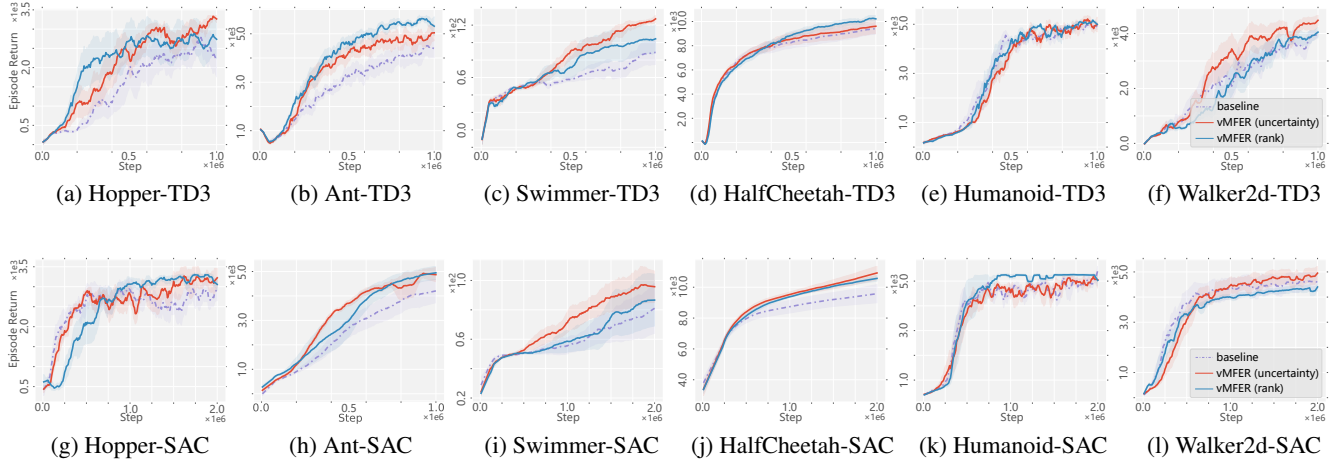 ×1e3
3.5
2.0
0.5
Episode Return
0.0 0.5 1.0
Step ×1e6
(a) Hopper-TD3
×1e3
5.0
3.0
1.0
0.0 0.5 1.0
Step ×1e6
(b) Ant-TD3
×1e2
1.2
0.6
0.0
0.0 0.5 1.0
Step ×1e6
(c) Swimmer-TD3
×1e3
10.0
8.0
6.0
4.0
2.0
0.0 0.5 1.0
Step ×1e6
(d) HalfCheetah-TD3
×1e3
5.0
3.0
1.0
0.0 0.5 1.0
Step ×1e6
(e) Humanoid-TD3
×1e3
4.0
2.0
0.0
baseline
vMFER (uncertainty)
vMFER (rank)
0.0 0.5 1.0
Step ×1e6
(f) Walker2d-TD3
×1e3
3.5
2.0
0.5
Episode Return
0.0 1.0 2.0
Step ×1e6
(g) Hopper-SAC
×1e3
5.0
3.0
1.0
0.0 0.5 1.0
Step ×1e6
(h) Ant-SAC
×1e2
1.0
0.6
0.2
0.0 1.0 2.0
Step ×1e6
(i) Swimmer-SAC
×1e3
10.0
8.0
6.0
4.0
0.0 1.0 2.0
Step ×1e6
(j) HalfCheetah-SAC
×1e3
5.0
3.0
1.0
0.0 1.0 2.0
Step ×1e6
(k) Humanoid-SAC
×1e3
5.0
3.0
1.0
baseline
vMFER (uncertainty)
vMFER (rank)
0.0 1.0 2.0
Step ×1e6
(l) Walker2d-SAC